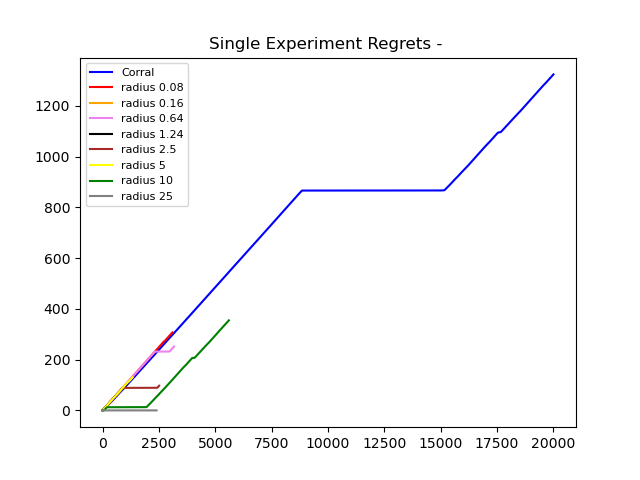 Single Experiment Regrets -
Corral
radius 0.08
radius 0.16
radius 0.64
radius 1.24
radius 2.5
radius 5
radius 10
radius 25
1200
1000
800
600
400
200
0
0 2500 5000 7500 10000 12500 15000 17500 20000